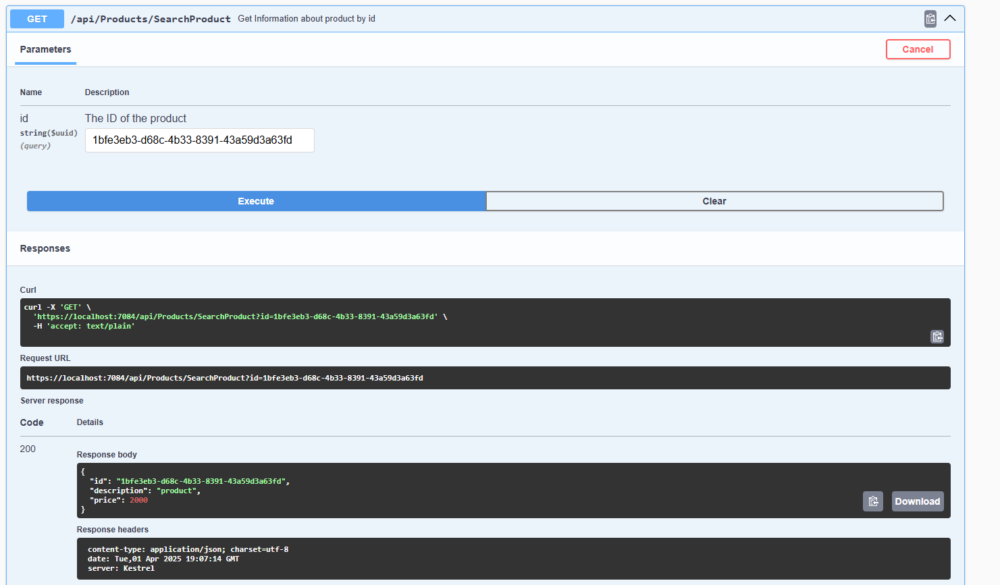 GET /api/Products/SearchProduct Get Information about product by id
Parameters
Cancel
Name Description
id
string($uuid)
(query)
The ID of the product
1bfe3eb3-d68c-4b33-8391-43a59d3a63fd
Execute
Clear
Responses
Curl
curl -X 'GET' \
'https://localhost:7084/api/Products/SearchProduct?id=1bfe3eb3-d68c-4b33-8391-43a59d3a63fd' \
-H 'accept: text/plain'
Request URL
https://localhost:7084/api/Products/SearchProduct?id=1bfe3eb3-d68c-4b33-8391-43a59d3a63fd
Server response
Code Details
200
Response body
{
"id": "1bfe3eb3-d68c-4b33-8391-43a59d3a63fd",
"description": "product",
"price": 2000
}
Download
Response headers
content-type: application/json; charset=utf-8
date: Tue,01 Apr 2025 19:07:14 GMT
server: Kestrel